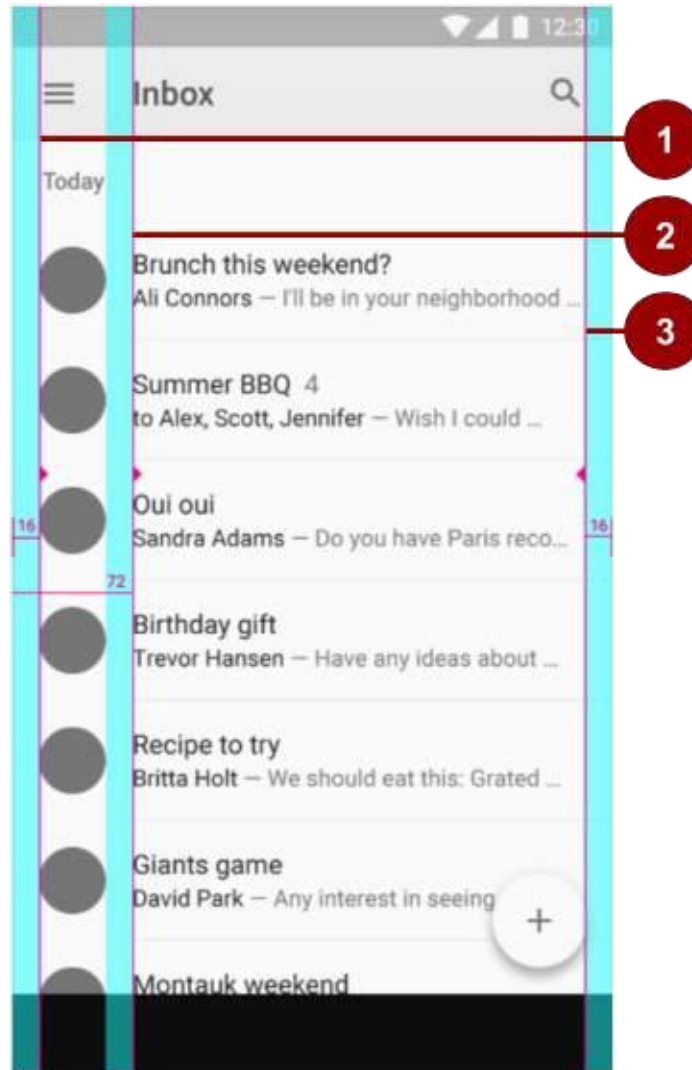 12:30
Inbox
1
Today
2
Brunch this weekend?
Ali Connors — I'll be in your neighborhood ...
3
Summer BBQ 4
to Alex, Scott, Jennifer — Wish I could ...
Oui oui
16
Sandra Adams — Do you have Paris reco...
16
72
Birthday gift
Trevor Hansen — Have any ideas about ...
Recipe to try
Britta Holt — We should eat this: Grated ...
Giants game
David Park — Any interest in seeing
+
Montauk weekend